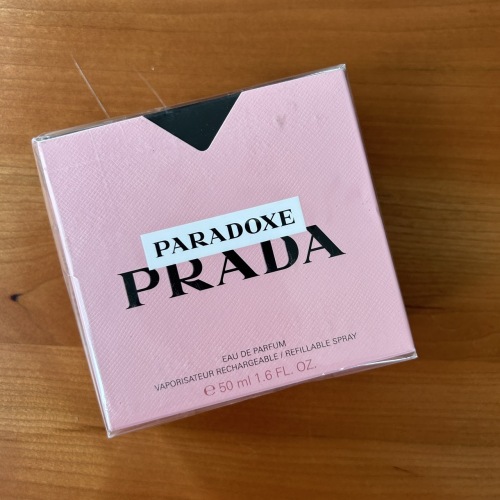 PARADOXE
PRADA
EAU DE PARFUM
VAPORISATEUR RECHARGEABLE / REFILLABLE SPRAY
℮ 50 ml 1.6 FL. OZ.